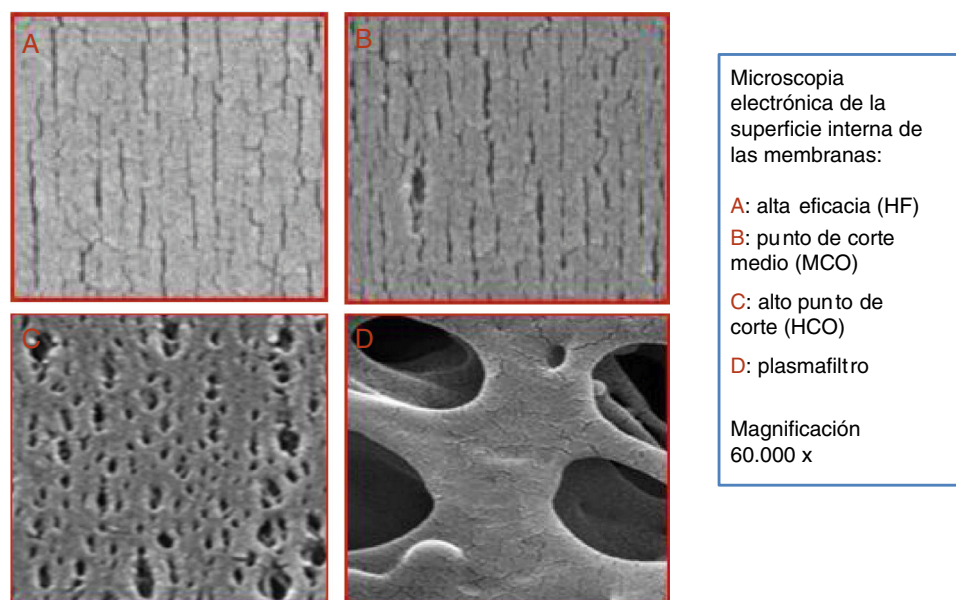 A
B
C
D
Microscopia
electrónica de la
superficie interna de
las membranas:
A: alta eficacia (HF)
B: punto de corte
medio (MCO)
C: alto punto de
corte (HCO)
D: plasmafiltro
Magnificación
60.000 x